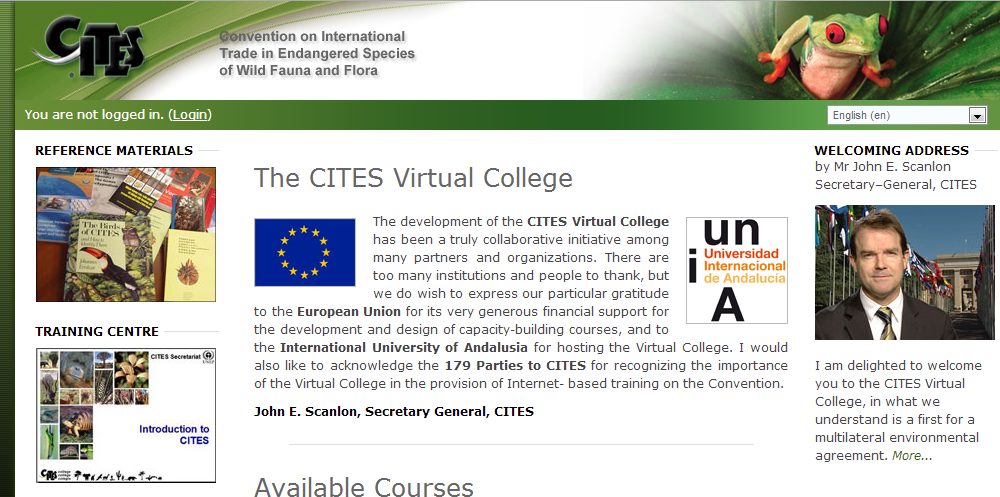 CITES
Convention on International
Trade in Endangered Species
of Wild Fauna and Flora
You are not logged in. (Login)
English (en)
REFERENCE MATERIALS
The Birds
of CITES
TRAINING CENTRE
CITES Secretariat
UNEP
Introduction to
CITES
The CITES Virtual College
The development of the CITES Virtual College
has been a truly collaborative initiative among
many partners and organizations. There are
too many institutions and people to thank, but
we do wish to express our particular gratitude
to the European Union for its very generous financial support for
the development and design of capacity-building courses, and to
the International University of Andalusia for hosting the Virtual College. I would
also like to acknowledge the 179 Parties to CITES for recognizing the importance
of the Virtual College in the provision of Internet- based training on the Convention.
un
i
A
Universidad
Internacional
de Andalucía
John E. Scanlon, Secretary General, CITES
Available Courses
WELCOMING ADDRESS
by Mr John E. Scanlon
Secretary–General, CITES
I am delighted to welcome
you to the CITES Virtual
College, in what we
understand is a first for a
multilateral environmental
agreement. More...